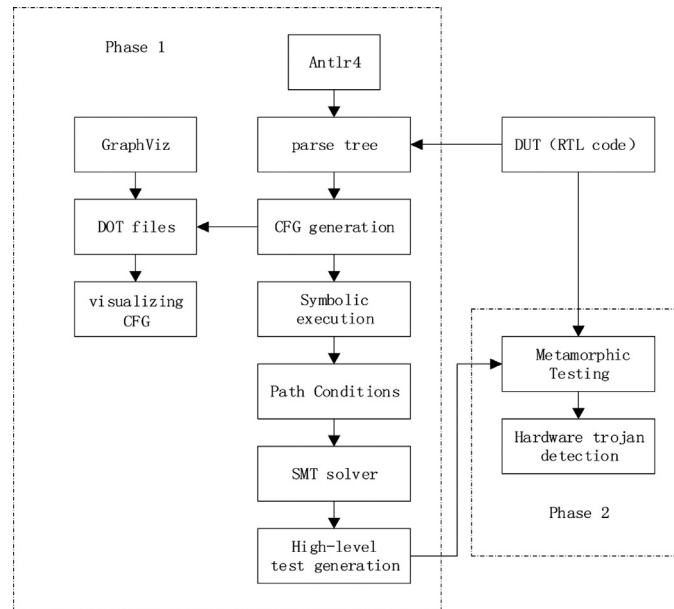 Phase 1
Antlr4
GraphViz
parse tree
DUT（RTL code）
DOT files
CFG generation
visualizing
CFG
Symbolic
execution
Metamorphic
Testing
Path Conditions
Hardware trojan
detection
SMT solver
Phase 2
High-level
test generation